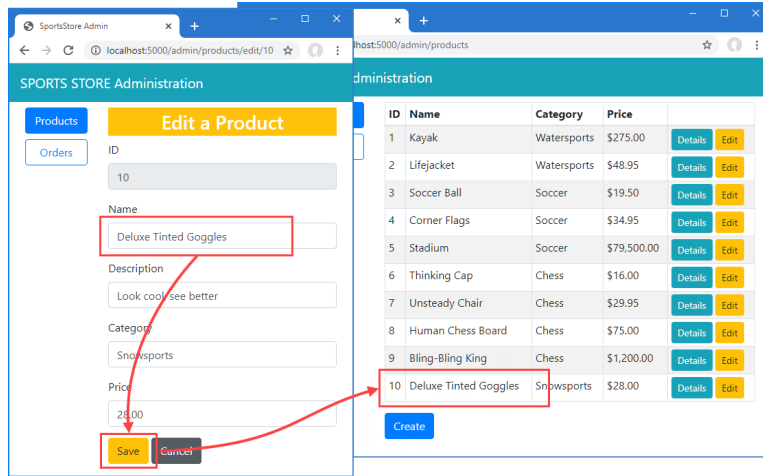 SportsStore Admin
localhost:5000/admin/products/edit/10
SPORTS STORE Administration
Products
Orders
Edit a Product
ID
10
Name
Deluxe Tinted Goggles
Description
Look cool, see better
Category
Snowsports
Price
28.00
Save Cancel
lhost:5000/admin/products
dministration
ID Name Category Price
1 Kayak Watersports $275.00 Details Edit
2 Lifejacket Watersports $48.95 Details Edit
3 Soccer Ball Soccer $19.50 Details Edit
4 Corner Flags Soccer $34.95 Details Edit
5 Stadium Soccer $79,500.00 Details Edit
6 Thinking Cap Chess $16.00 Details Edit
7 Unsteady Chair Chess $29.95 Details Edit
8 Human Chess Board Chess $75.00 Details Edit
9 Bling-Bling King Chess $1,200.00 Details Edit
10 Deluxe Tinted Goggles Snowsports $28.00 Details Edit
Create